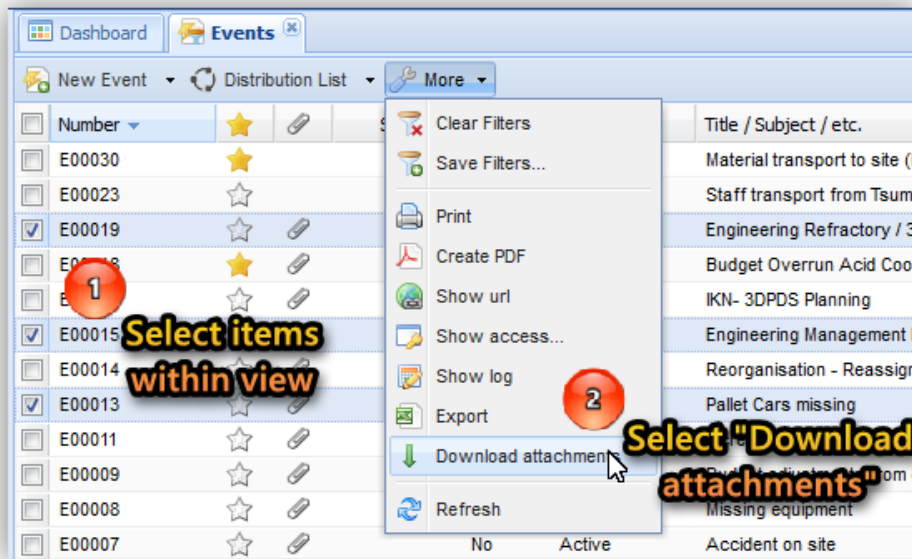 Dashboard Events
New Event Distribution List More
Number Title / Subject / etc.
Clear Filters
Save Filters...
Print
Create PDF
Show url
Show access...
Show log
Export
Download attachments
Refresh
E00030 Material transport to site (
E00023 Staff transport from Tsum
E00019 Engineering Refractory / 3
Budget Overrun Acid Coo
IKN- 3DPDS Planning
E00015 Engineering Management
E00014 Reorganisation - Reassign
E00013 Pallet Cars missing
E00011
E00009
E00008 Missing equipment
E00007 No Active Accident on site
1
Select items
within view
2
Select "Download
attachments"